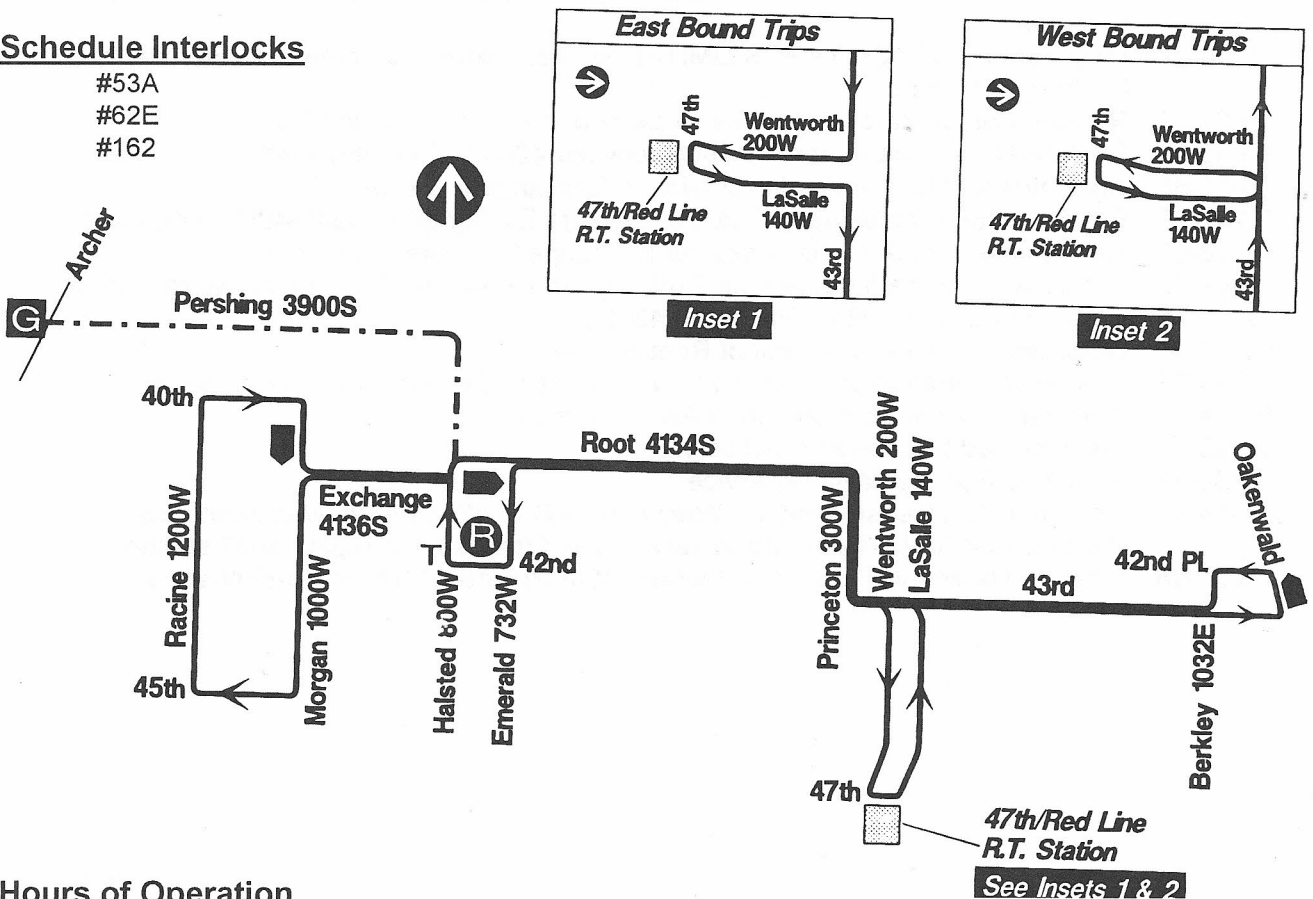 Schedule Interlocks
#53A
#62E
#162
East Bound Trips
47th
Wentworth
200W
47th/Red Line
R.T. Station
LaSalle
140W
43rd
Inset 1
West Bound Trips
47th
Wentworth
200W
47th/Red Line
R.T. Station
LaSalle
140W
43rd
Inset 2
Archer
G
Pershing 3900S
40th
Racine 1200W
45th
Morgan 1000W
Exchange
4136S
T
R
42nd
Halsted 800W
Emerald 732W
Root 4134S
Princeton 300W
Wentworth 200W
LaSalle 140W
43rd
42nd PL
Oakenwald
Berkley 1032E
47th
47th/Red Line
R.T. Station
See Insets 1 & 2
Hours of Operation